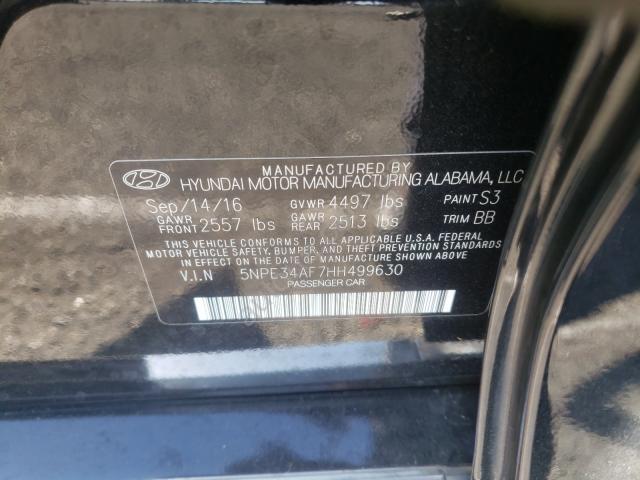 MANUFACTURED BY
HYUNDAI MOTOR MANUFACTURING ALABAMA, LLC
Sep/14/16 GVWR 4497 lbs PAINT S3
GAWR FRONT 2557 lbs GAWR REAR 2513 lbs TRIM BB
THIS VEHICLE CONFORMS TO ALL APPLICABLE U.S.A FEDERAL
MOTOR VEHICLE SAFETY, BUMPER, AND THEFT PREVENTION
STANDARDS IN EFFECT ON THE DATE OF MANUFACTURE SHOWN ABOVE
V.I.N 5NPE34AF7HH499630
PASSENGER CAR